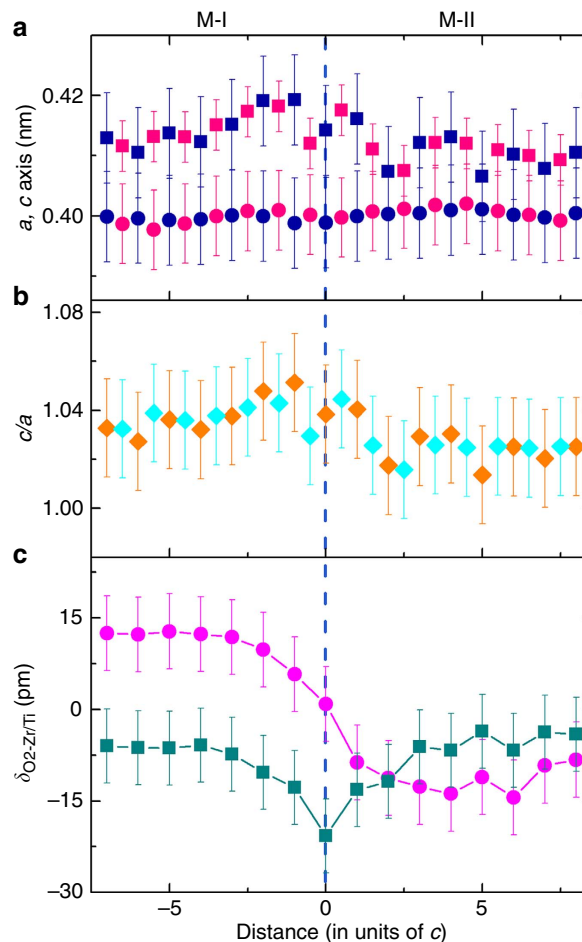 M-I M-II
a
0.42
0.40
a, c axis (nm)
b
1.08
1.04
1.00
c/a
c
15
0
−15
−30
δO2-Zr/Ti (pm)
−5 0 5
Distance (in units of c)